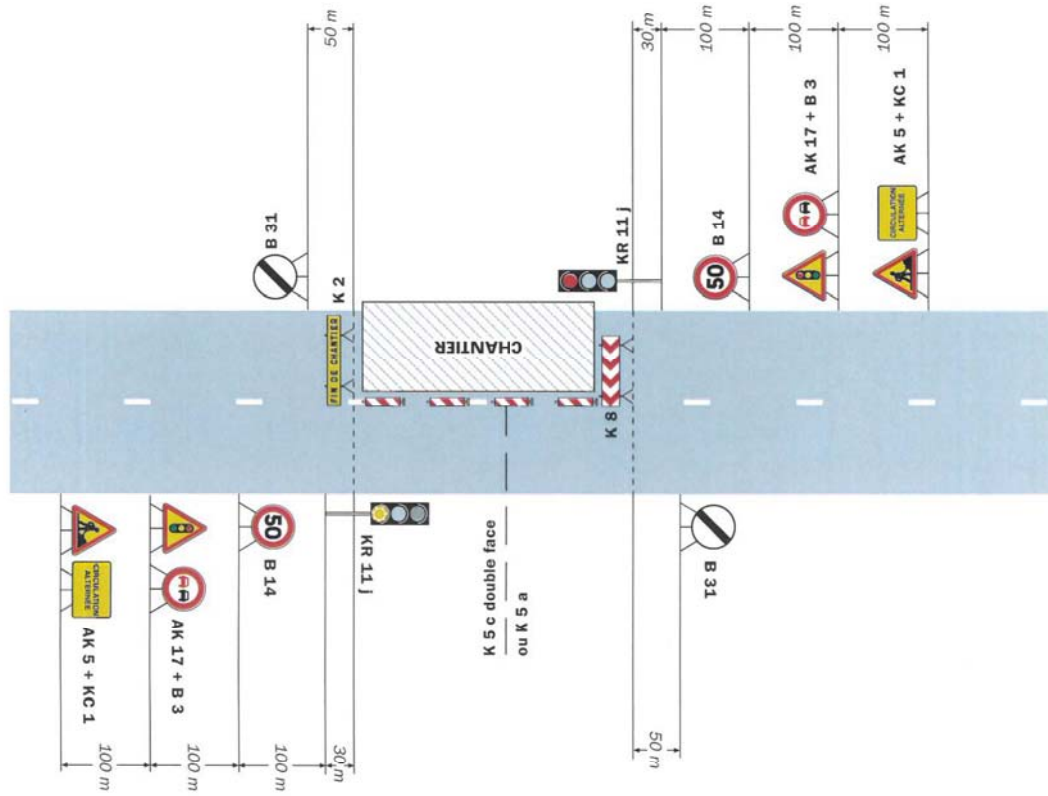 50 m
B 31
K 2
FIN DE CHANTIER
CHANTIER
K 8
KR 11 j
30 m
B 14
50
100 m
AK 17 + B 3
100 m
AK 5 + KC 1
CIRCULATION
ALTERNÉE
100 m
CIRCULATION
ALTERNÉE
AK 5 + KC 1
100 m
AK 17 + B 3
100 m
50
B 14
100 m
KR 11 j
30 m
K 5 c double face
ou K 5 a
B 31
50 m